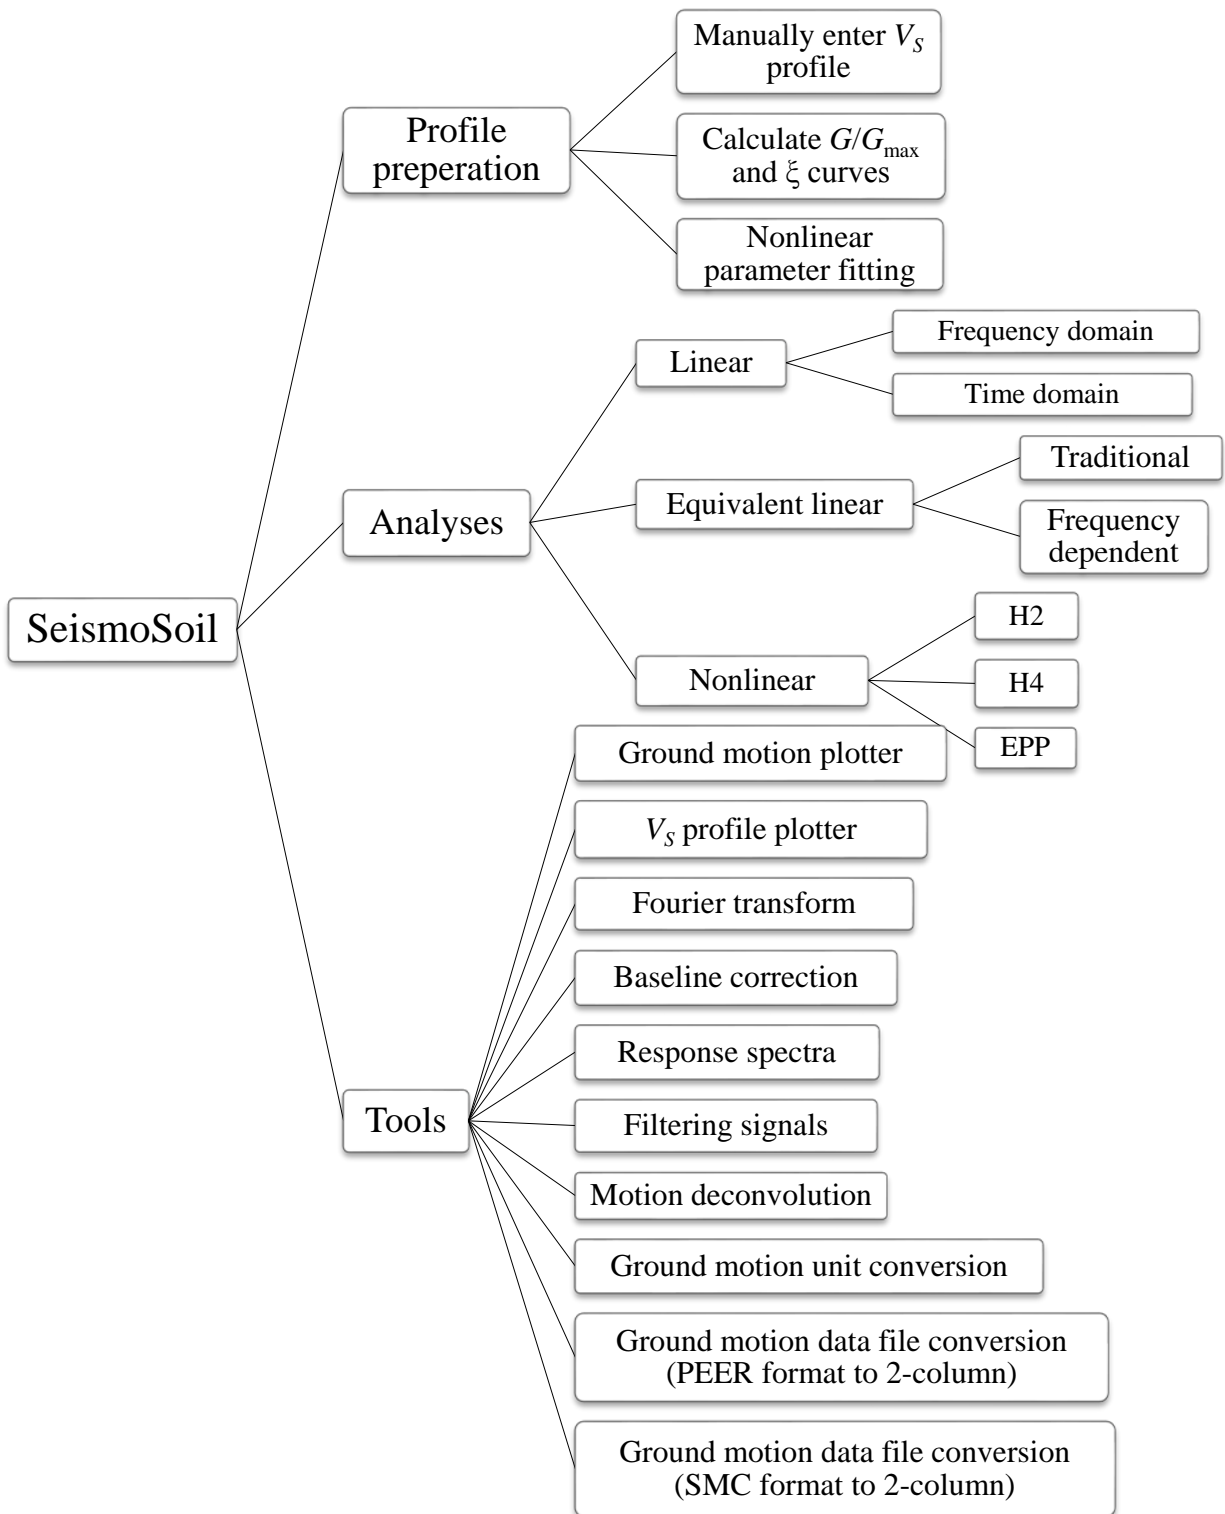 Manually enter V_S
profile
Profile
preperation
Calculate G/G_max
and ξ curves
Nonlinear
parameter fitting
Frequency domain
Linear
Time domain
Traditional
Equivalent linear
Analyses
Frequency
dependent
SeismoSoil
H2
Nonlinear
H4
EPP
Ground motion plotter
V_S profile plotter
Fourier transform
Baseline correction
Response spectra
Tools
Filtering signals
Motion deconvolution
Ground motion unit conversion
Ground motion data file conversion
(PEER format to 2-column)
Ground motion data file conversion
(SMC format to 2-column)